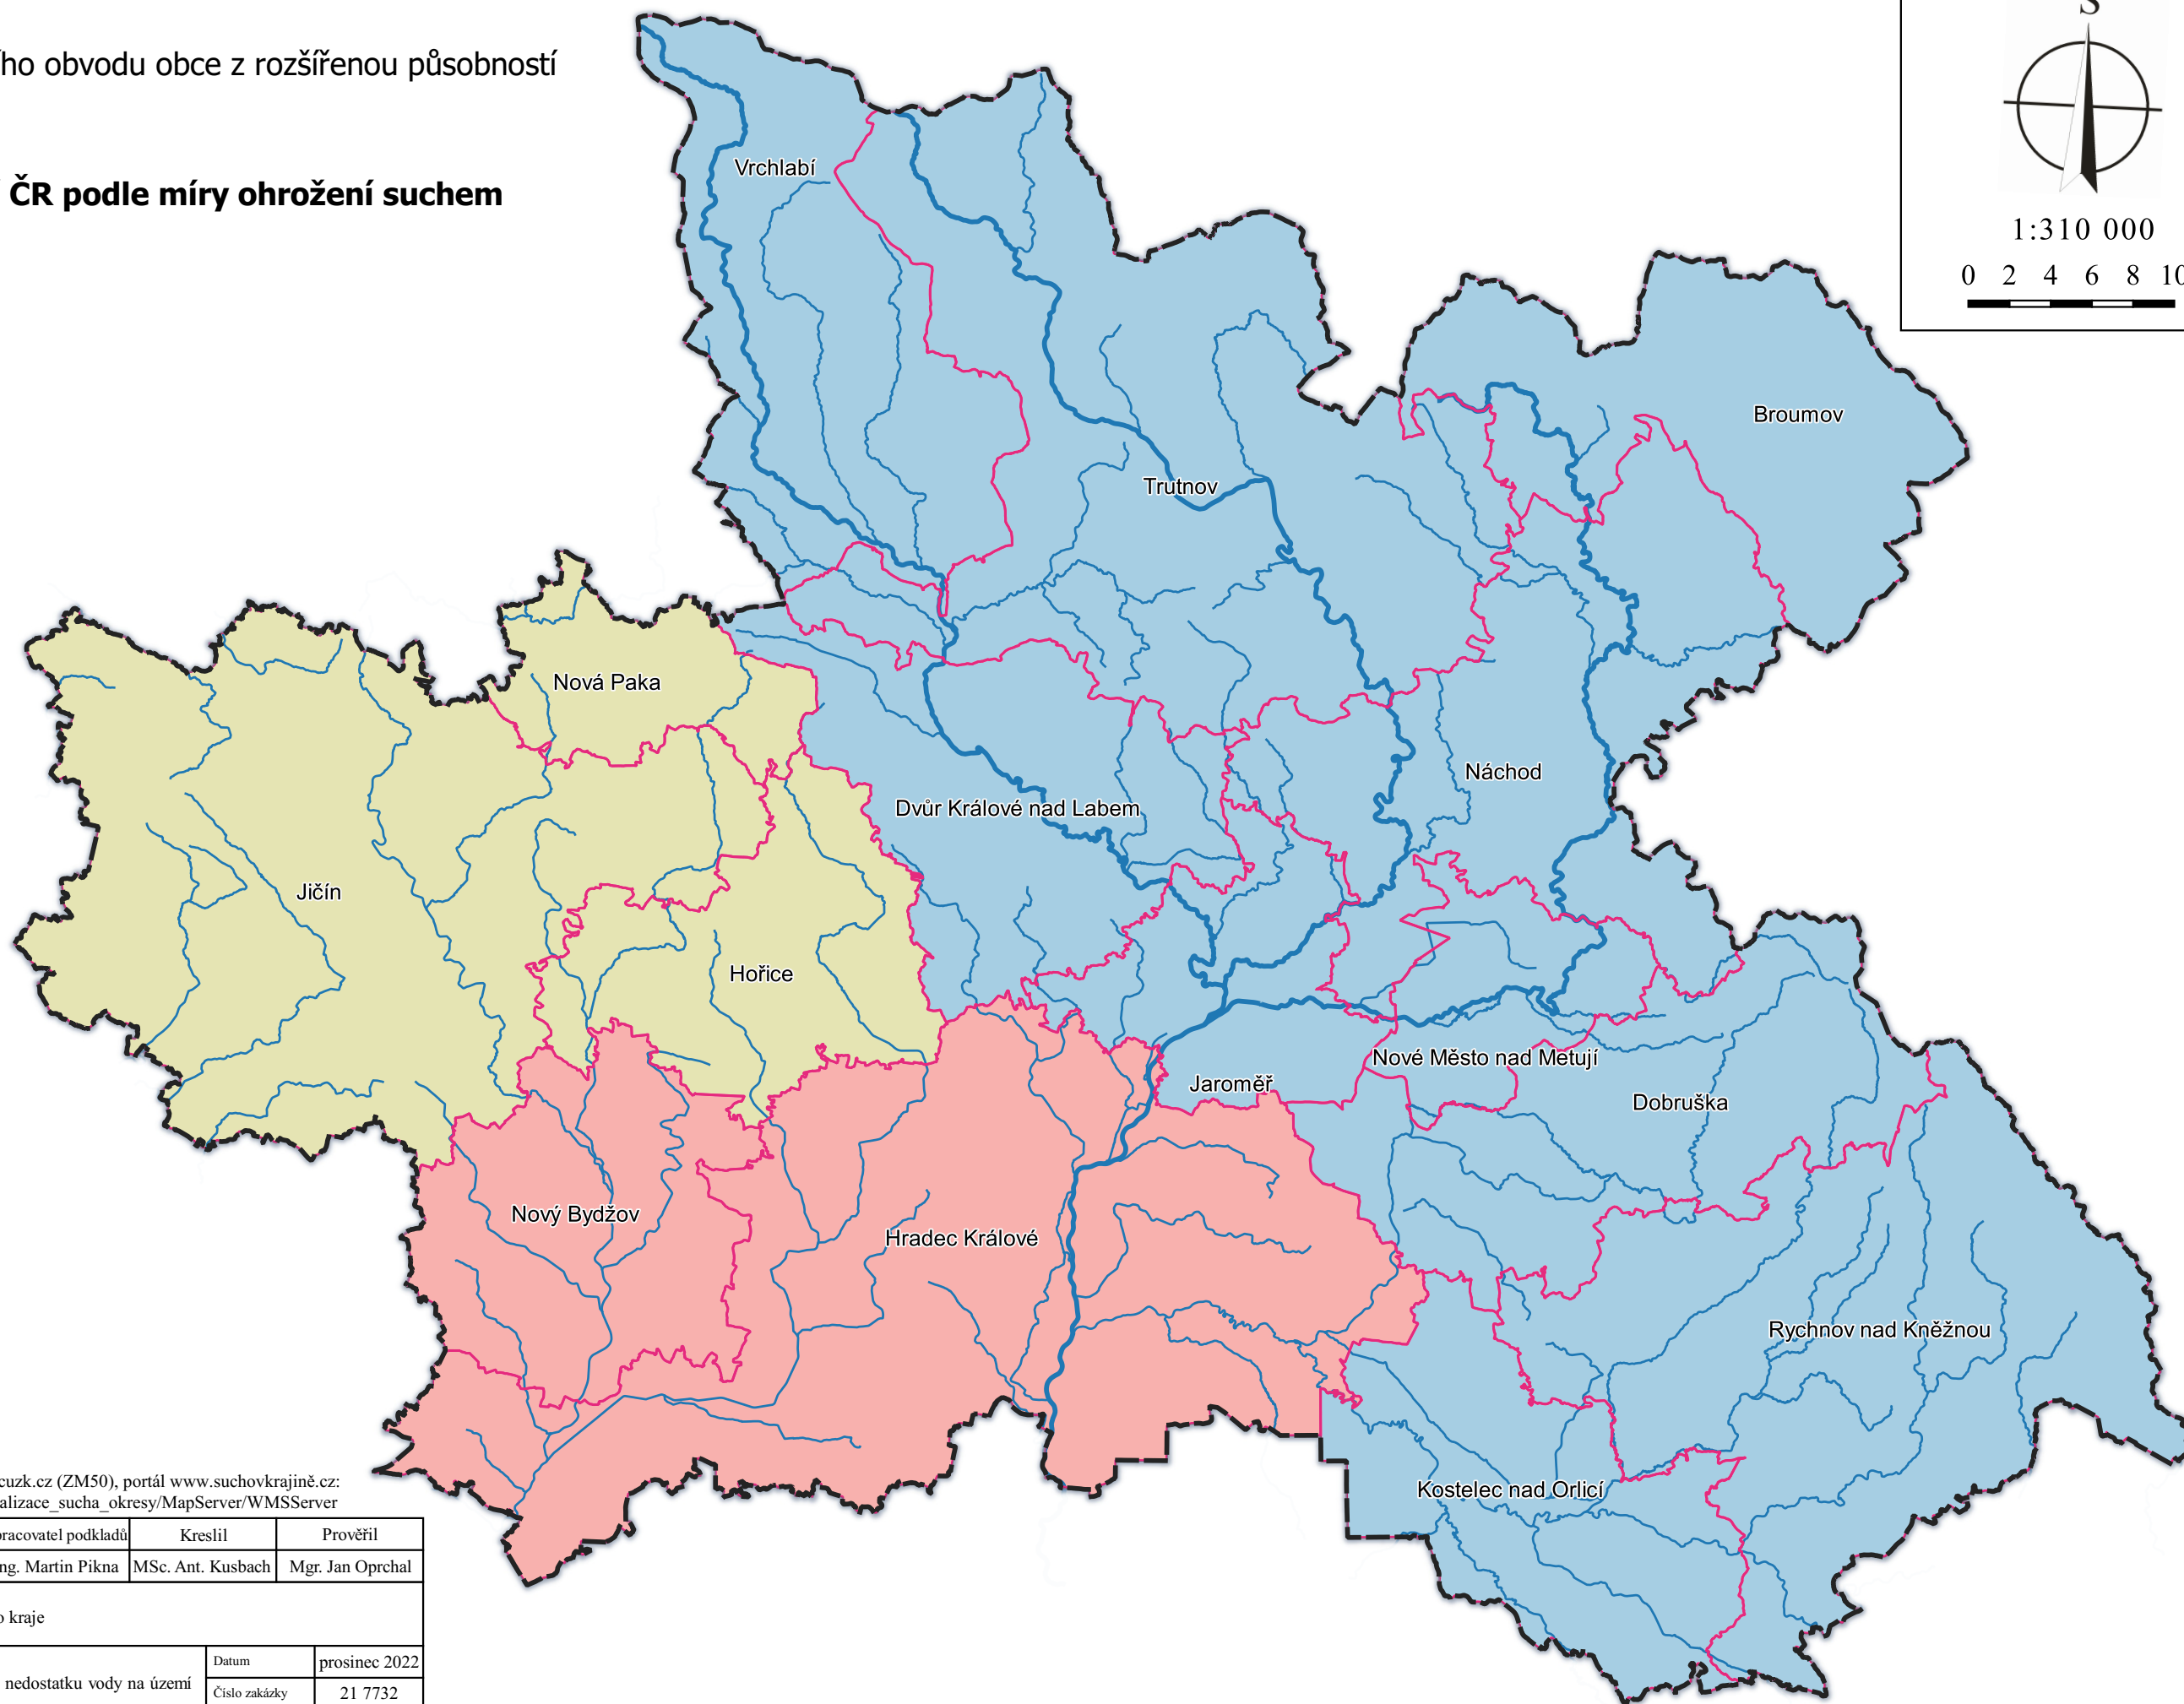 ího obvodu obce z rozšířenou působností
ČR podle míry ohrožení suchem
S
1:310 000
0 2 4 6 8 10
Vrchlabí
Broumov
Trutnov
Nová Paka
Náchod
Dvůr Králové nad Labem
Jičín
Hořice
Nové Město nad Metují
Jaroměř
Dobruška
Nový Bydžov
Hradec Králové
Rychnov nad Kněžnou
Kostelec nad Orlicí
cuzk.cz (ZM50), portál www.suchovkrajině.cz:
alizace_sucha_okresy/MapServer/WMSServer
pracovatel podkladů Kreslil Prověřil
ng. Martin Pikna MSc. Ant. Kusbach Mgr. Jan Oprchal
o kraje
nedostatku vody na území
Datum prosinec 2022
Číslo zakázky 21 7732